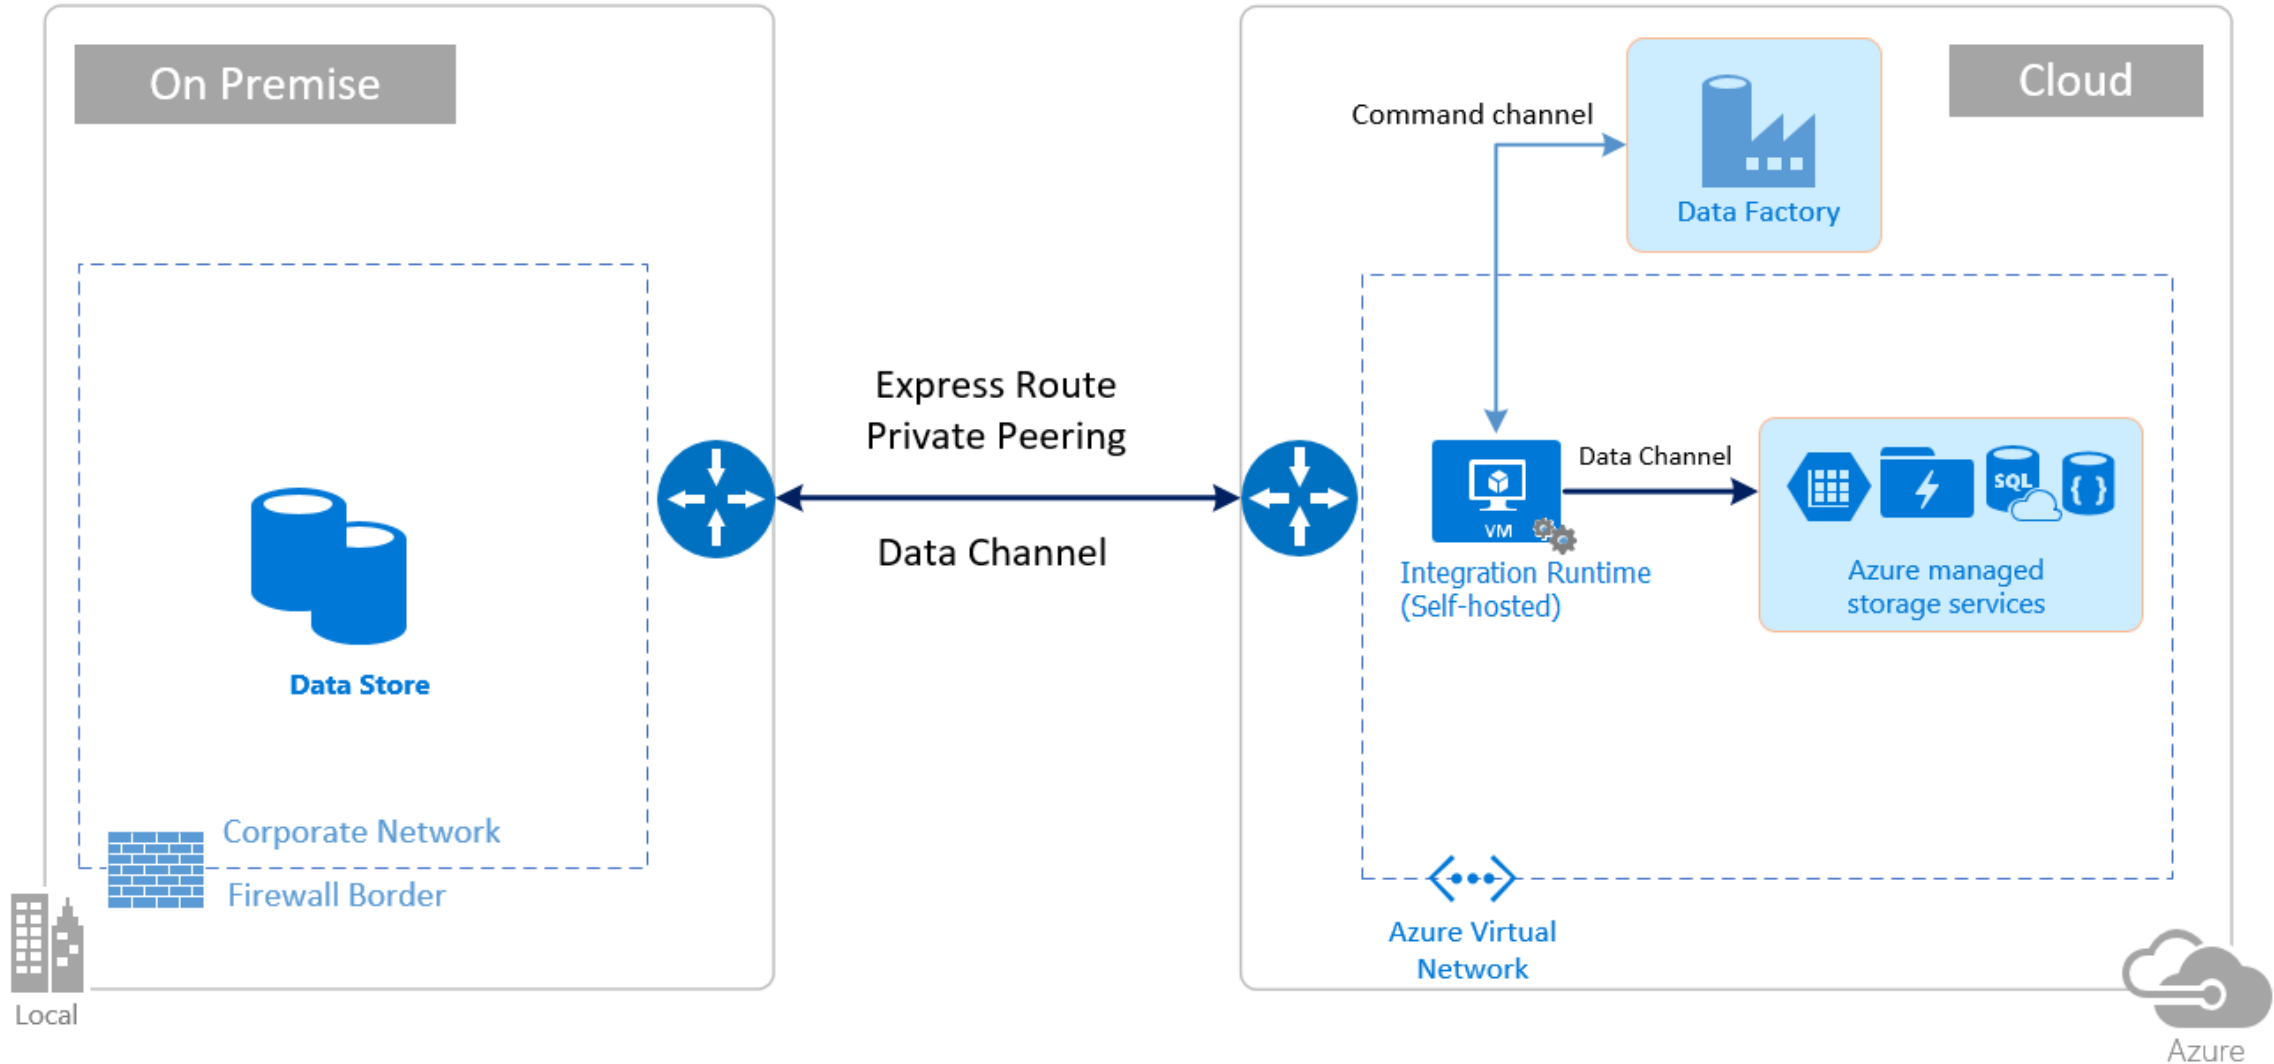 On Premise
Cloud
Command channel
Data Factory
Express Route
Private Peering
Data Channel
Data Channel
SQL
{ }
VM
Integration Runtime
(Self-hosted)
Azure managed
storage services
Data Store
Corporate Network
Firewall Border
Azure Virtual
Network
Local
Azure